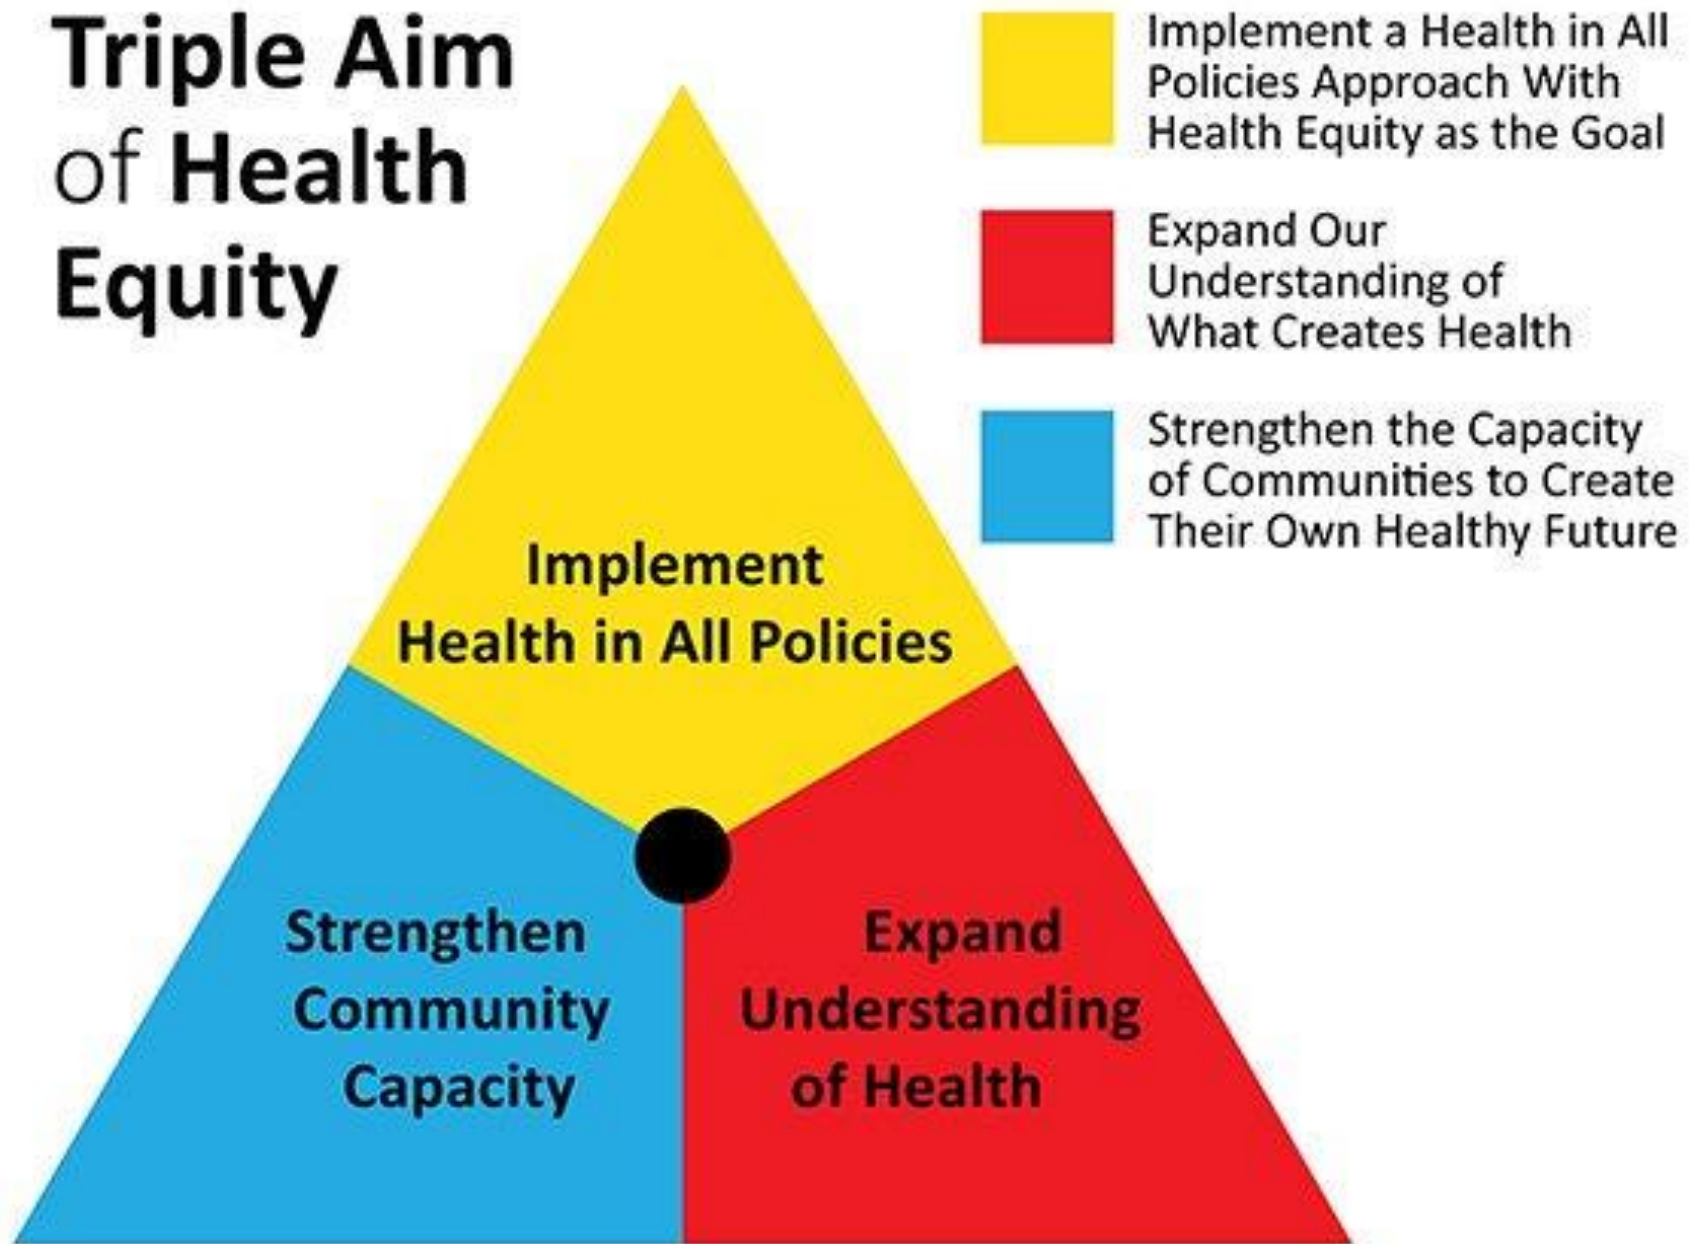 Triple Aim
of Health
Equity
Implement a Health in All
Policies Approach With
Health Equity as the Goal
Expand Our
Understanding of
What Creates Health
Strengthen the Capacity
of Communities to Create
Their Own Healthy Future
Implement
Health in All Policies
Strengthen
Community
Capacity
Expand
Understanding
of Health